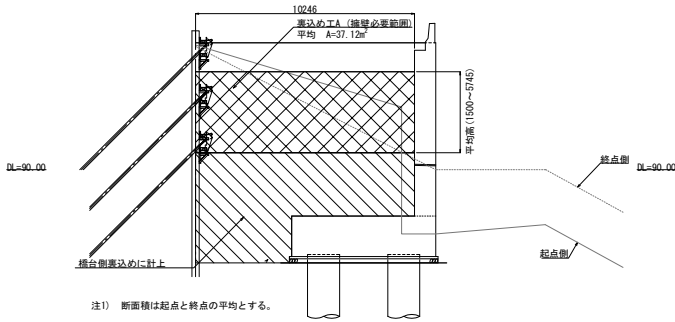 10246
裏込め工A (擁壁必要範囲)
平均 A=37.12m²
平均高(1500～5745)
DL=90.00
終点側
DL=90.00
起点側
橋台側裏込めに計上
注1) 断面積は起点と終点の平均とする。